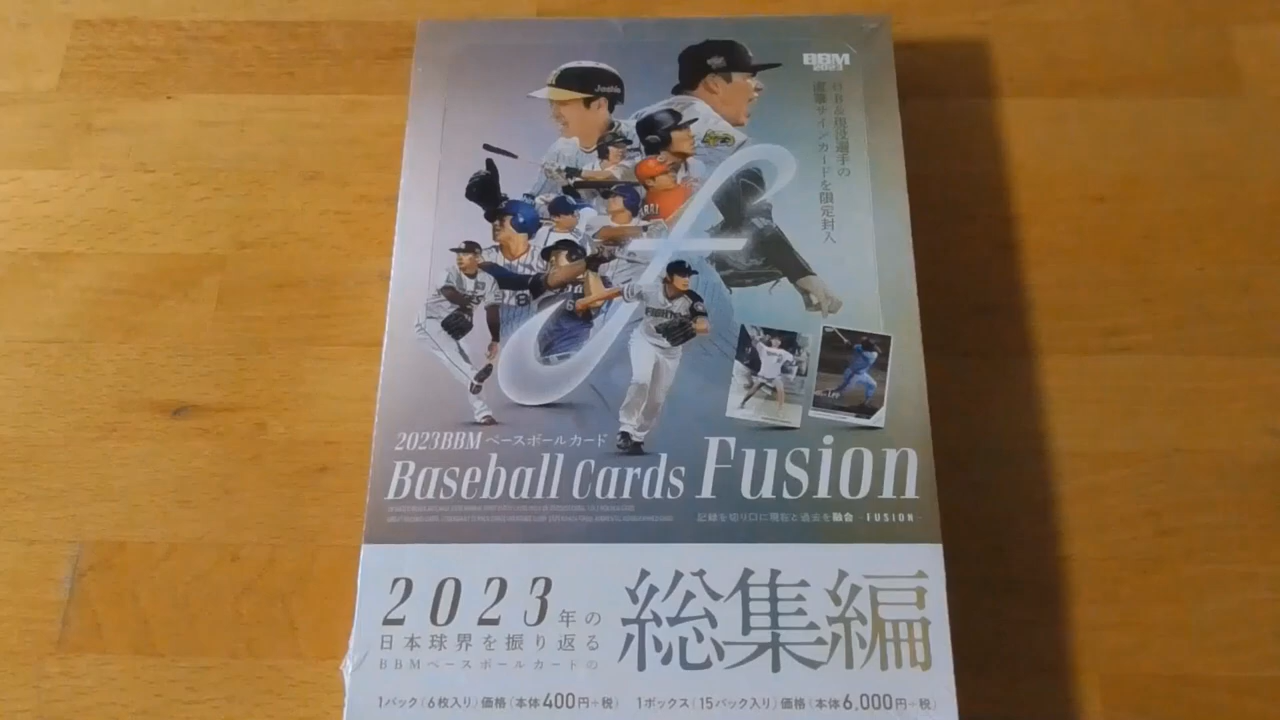 BBM
2023
OB&現役選手の
直筆サインカードを限定封入
Joshin
FIGHTERS
Lee
2023BBM ベースボールカード
Baseball Cards Fusion
記録を切り口に現在と過去を融合 -FUSION-
2023年の
日本球界を振り返る
BBMベースボールカードの
総集編
1パック(6枚入り)価格(本体400円+税) 1ボックス(15パック入り)価格(本体6,000円+税)